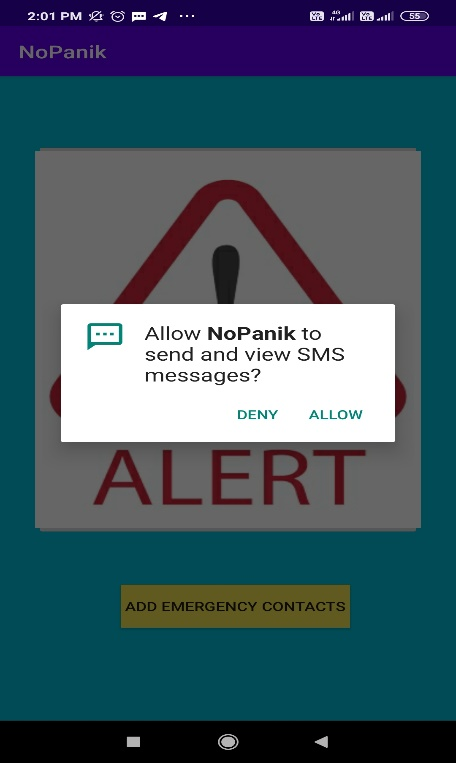 2:01 PM
4G
55
NoPanik
Allow NoPanik to
send and view SMS
messages?
DENY ALLOW
ALERT
ADD EMERGENCY CONTACTS